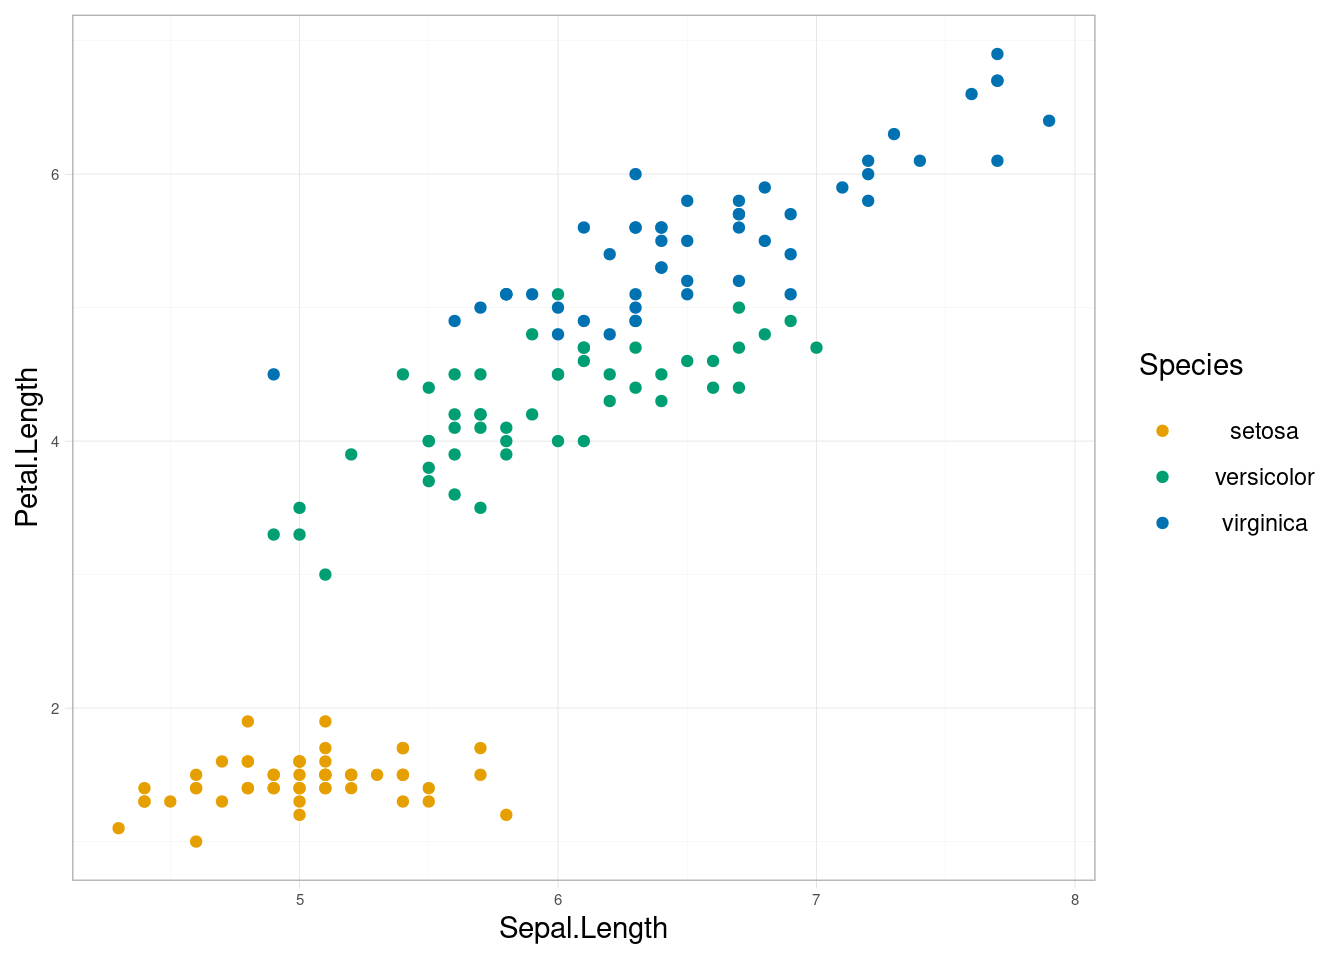 6
4
2
Petal.Length
5 6 7 8
Sepal.Length
Species
setosa
versicolor
virginica